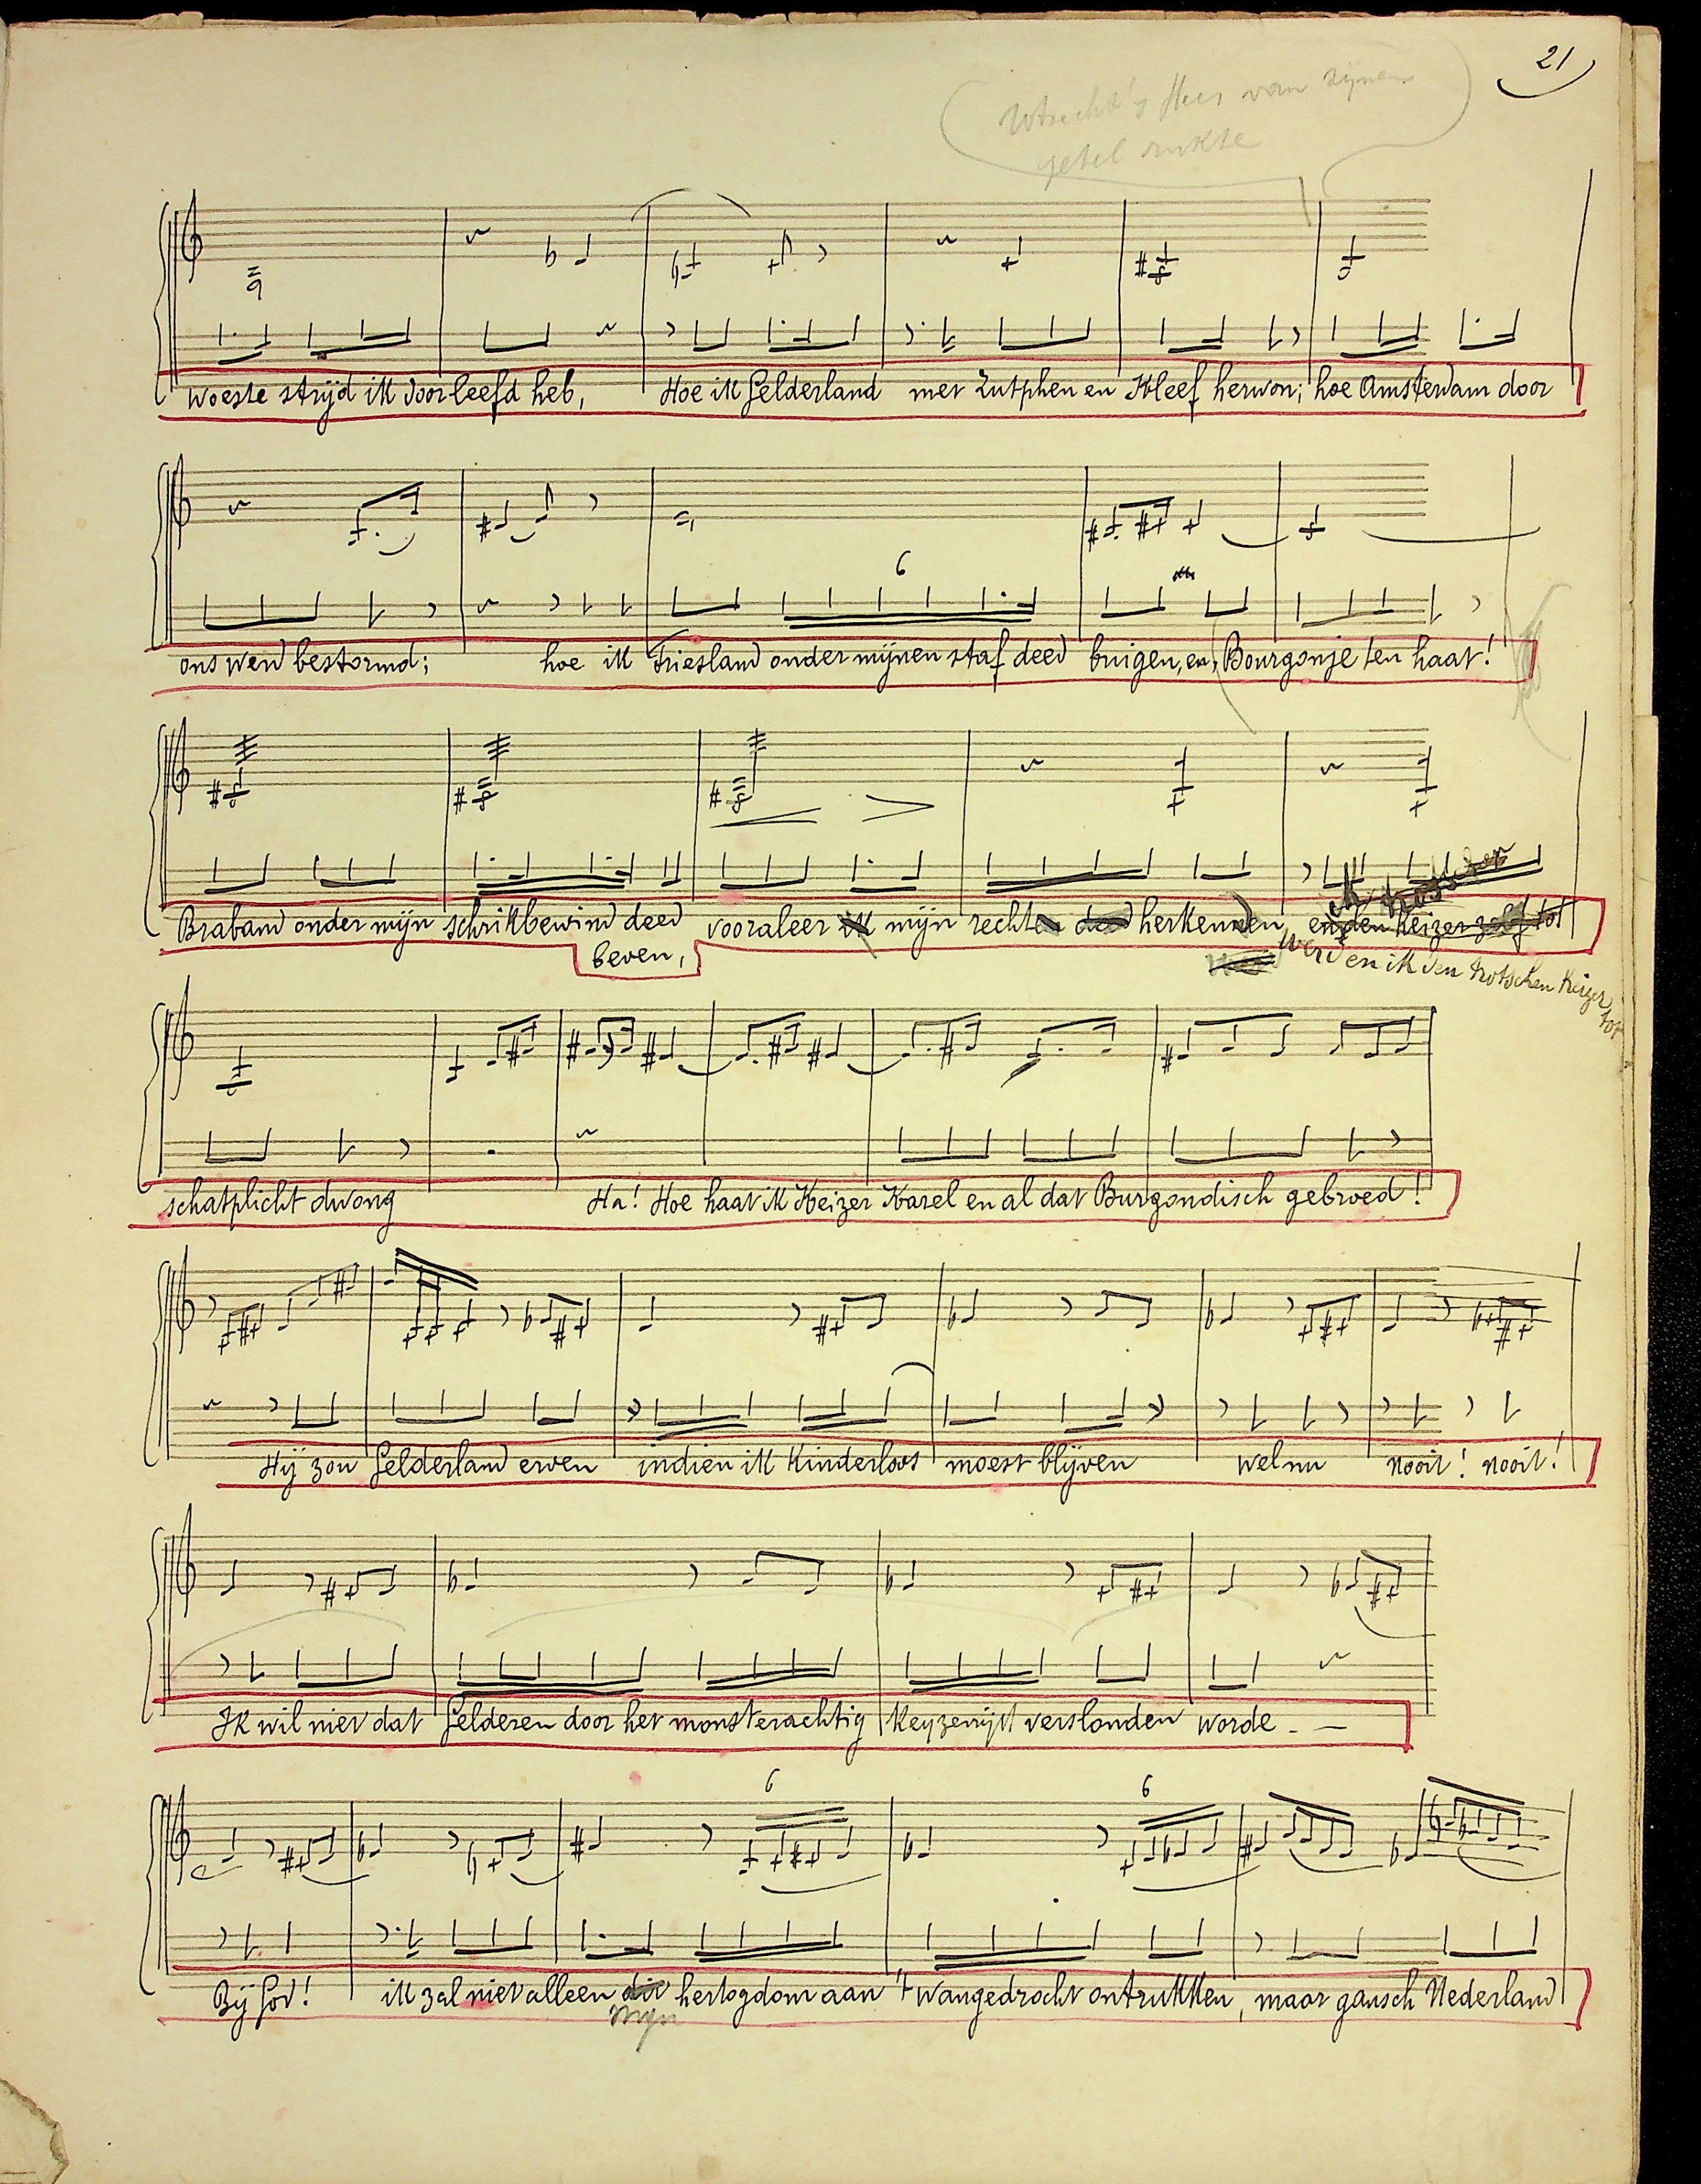 21
Utrecht's Heer van zijnen
zetel rukte
woeste strijd ik doorleefd heb, Hoe ik Gelderland met Zutphen en Kleef herwon; hoe Amsterdam door
6
ons werd bestormd; hoe ik Friesland onder mijnen staf deed buigen, en, Bourgonje ten haat!
Braband onder mijn schrikbewind deed vooraleer ik mijn rechten deed herkennen, en den Keizer zelf tot
beven, werd en ik den trotschen Keizer tot
schatplicht dwong Ha! Hoe haat ik Keizer Karel en al dat Burgondisch gebroed!
Hij zou Gelderland erven indien ik Kinderloos moest blijven welnu nooit! nooit!
Ik wil niet dat Gelderen door het monsterachtig Keyzerrijk verslonden worde - -
6 6
Bij God! ik zal niet alleen dit hertogdom aan 't wangedrocht ontrukken, maar gansch Nederland
mijn